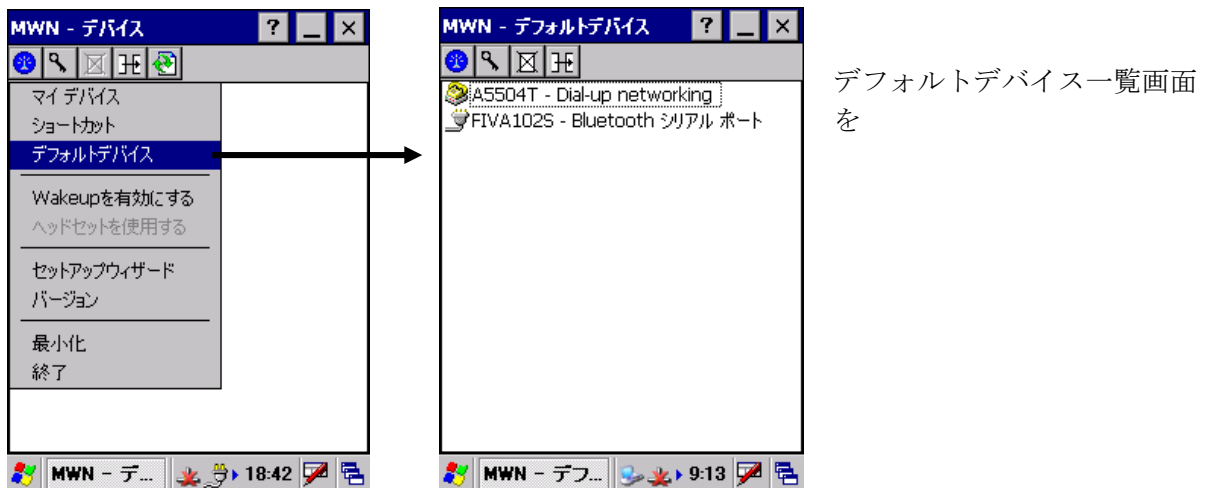 MWN - デバイス ? _ ×
マイ デバイス
ショートカット
デフォルトデバイス
Wakeupを有効にする
ヘッドセットを使用する
セットアップウィザード
バージョン
最小化
終了
MWN - デ... 18:42
MWN - デフォルトデバイス ? _ ×
A5504T - Dial-up networking
FIVA102S - Bluetooth シリアル ポート
MWN - デフ... 9:13
デフォルトデバイス一覧画面
を